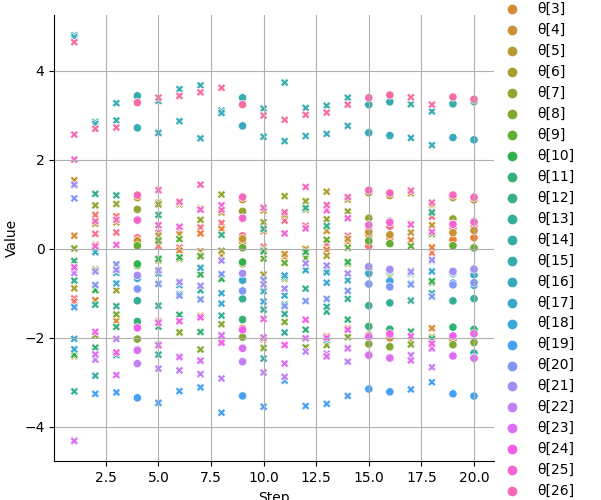 4
2
0
−2
−4
Value
2.5 5.0 7.5 10.0 12.5 15.0 17.5 20.0
Step
θ[3]
θ[4]
θ[5]
θ[6]
θ[7]
θ[8]
θ[9]
θ[10]
θ[11]
θ[12]
θ[13]
θ[14]
θ[15]
θ[16]
θ[17]
θ[18]
θ[19]
θ[20]
θ[21]
θ[22]
θ[23]
θ[24]
θ[25]
θ[26]